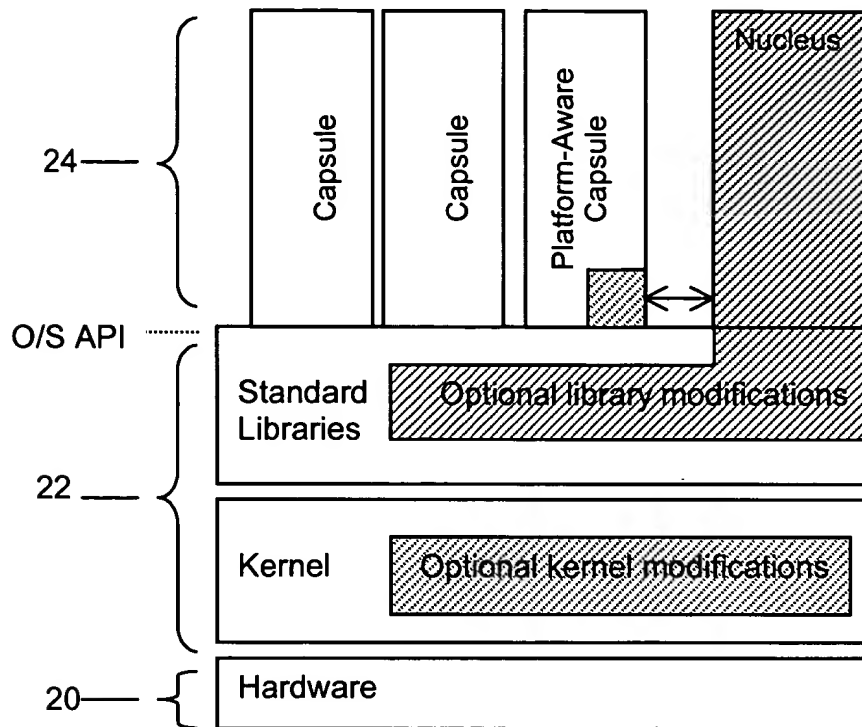 Nucleus
24
Capsule
Capsule
Platform-Aware
Capsule
O/S API
Standard
Libraries
Optional library modifications
22
Kernel
Optional kernel modifications
20
Hardware